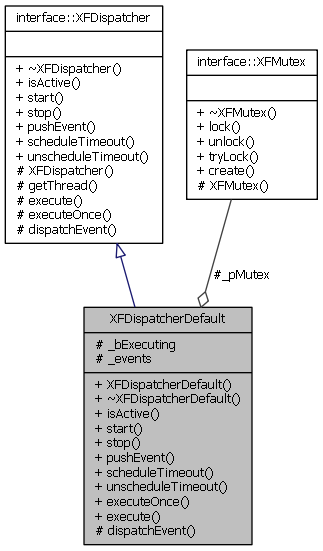 interface::XFDispatcher
+ ~XFDispatcher()
+ isActive()
+ start()
+ stop()
+ pushEvent()
+ scheduleTimeout()
+ unscheduleTimeout()
# XFDispatcher()
# getThread()
# execute()
# executeOnce()
# dispatchEvent()
interface::XFMutex
+ ~XFMutex()
+ lock()
+ unlock()
+ tryLock()
+ create()
# XFMutex()
#_pMutex
XFDispatcherDefault
# _bExecuting
# _events
+ XFDispatcherDefault()
+ ~XFDispatcherDefault()
+ isActive()
+ start()
+ stop()
+ pushEvent()
+ scheduleTimeout()
+ unscheduleTimeout()
+ executeOnce()
+ execute()
# dispatchEvent()